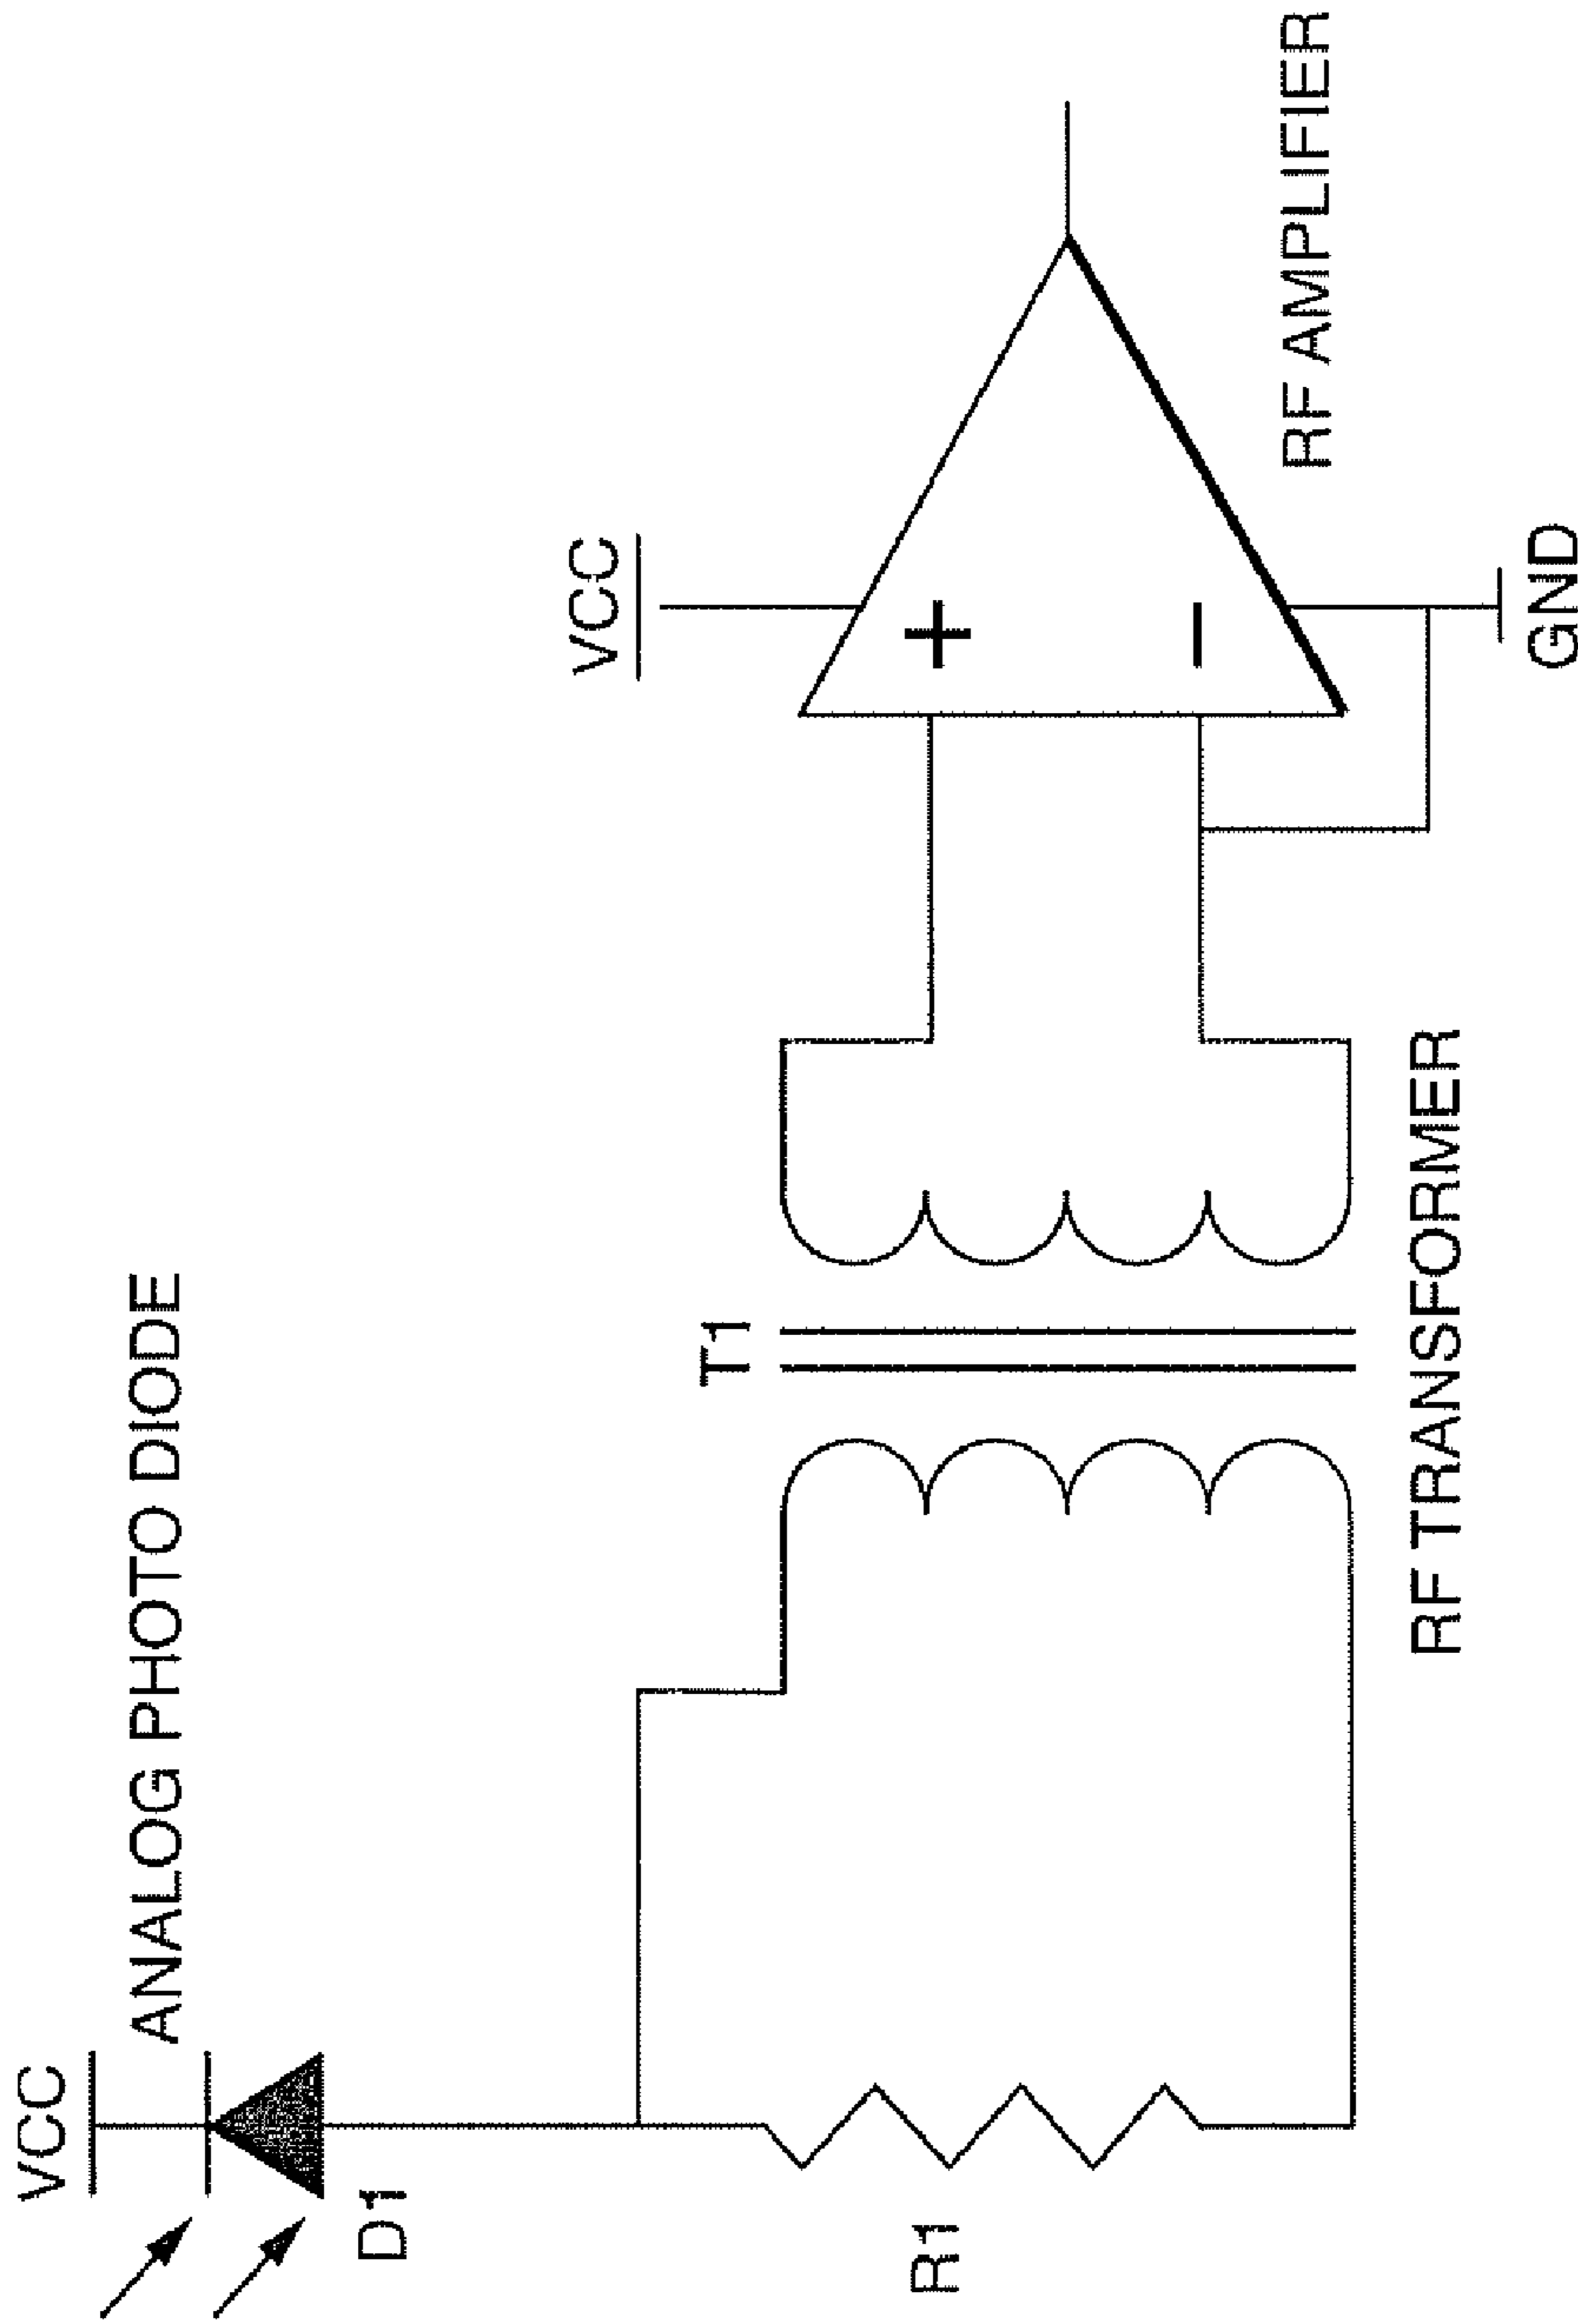 VCC
ANALOG PHOTO DIODE
D1
R1
T1
RF TRANSFORMER
VCC
+
−
GND
RF AMPLIFIER